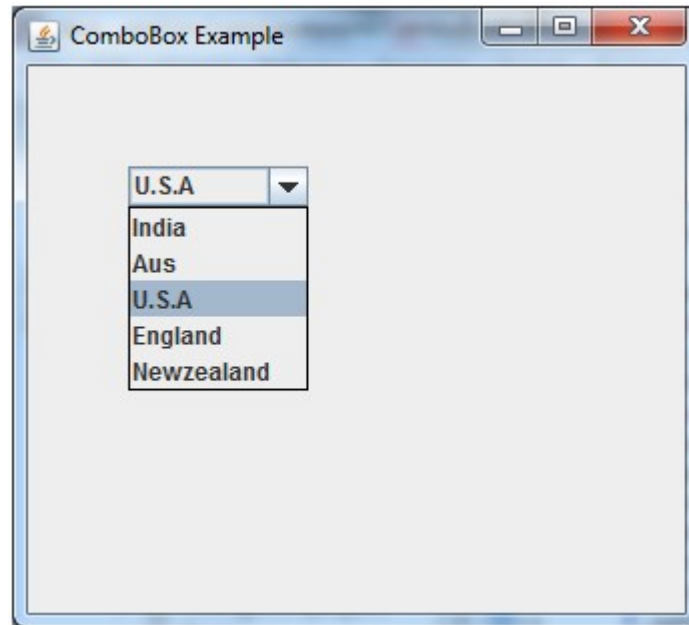 ComboBox Example
U.S.A
India
Aus
U.S.A
England
Newzealand